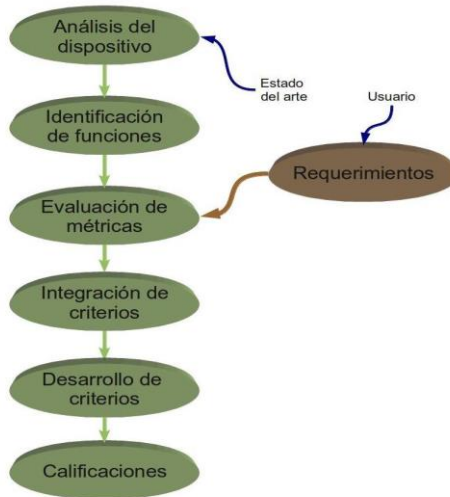 Análisis del
dispositivo
Estado
del arte
Usuario
Identificación
de funciones
Requerimientos
Evaluación de
métricas
Integración de
criterios
Desarrollo de
criterios
Calificaciones